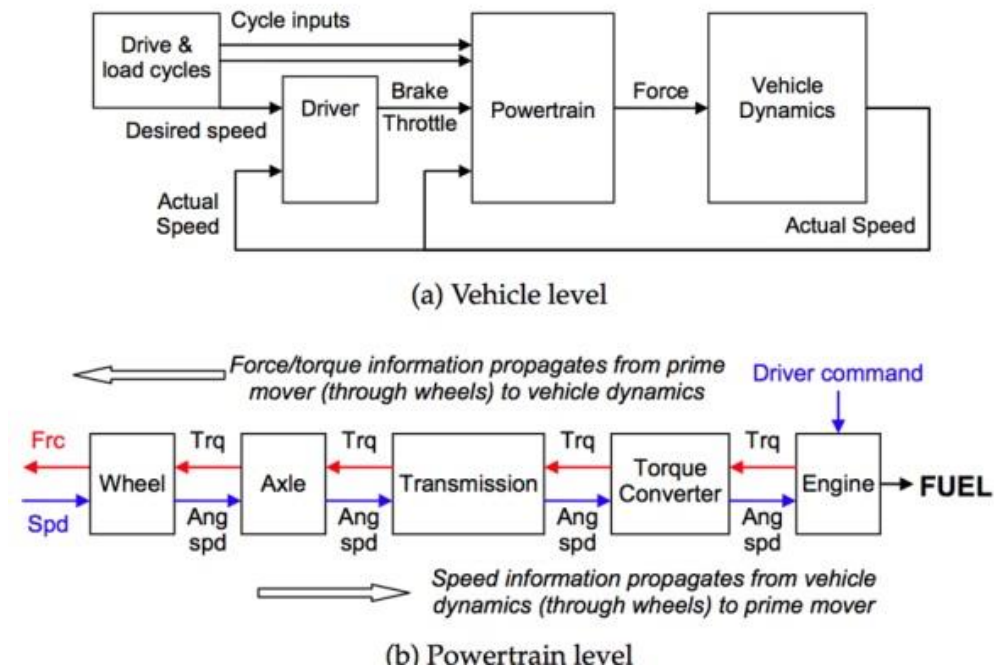 Cycle inputs
Drive &
load cycles
Driver
Desired speed
Brake
Throttle
Powertrain
Force
Vehicle
Dynamics
Actual
Speed
Actual Speed
(a) Vehicle level
Force/torque information propagates from prime
mover (through wheels) to vehicle dynamics
Driver command
Frc
Spd
Wheel
Trq
Ang
spd
Axle
Trq
Ang
spd
Transmission
Trq
Ang
spd
Torque
Converter
Trq
Ang
spd
Engine
FUEL
Speed information propagates from vehicle
dynamics (through wheels) to prime mover
(b) Powertrain level